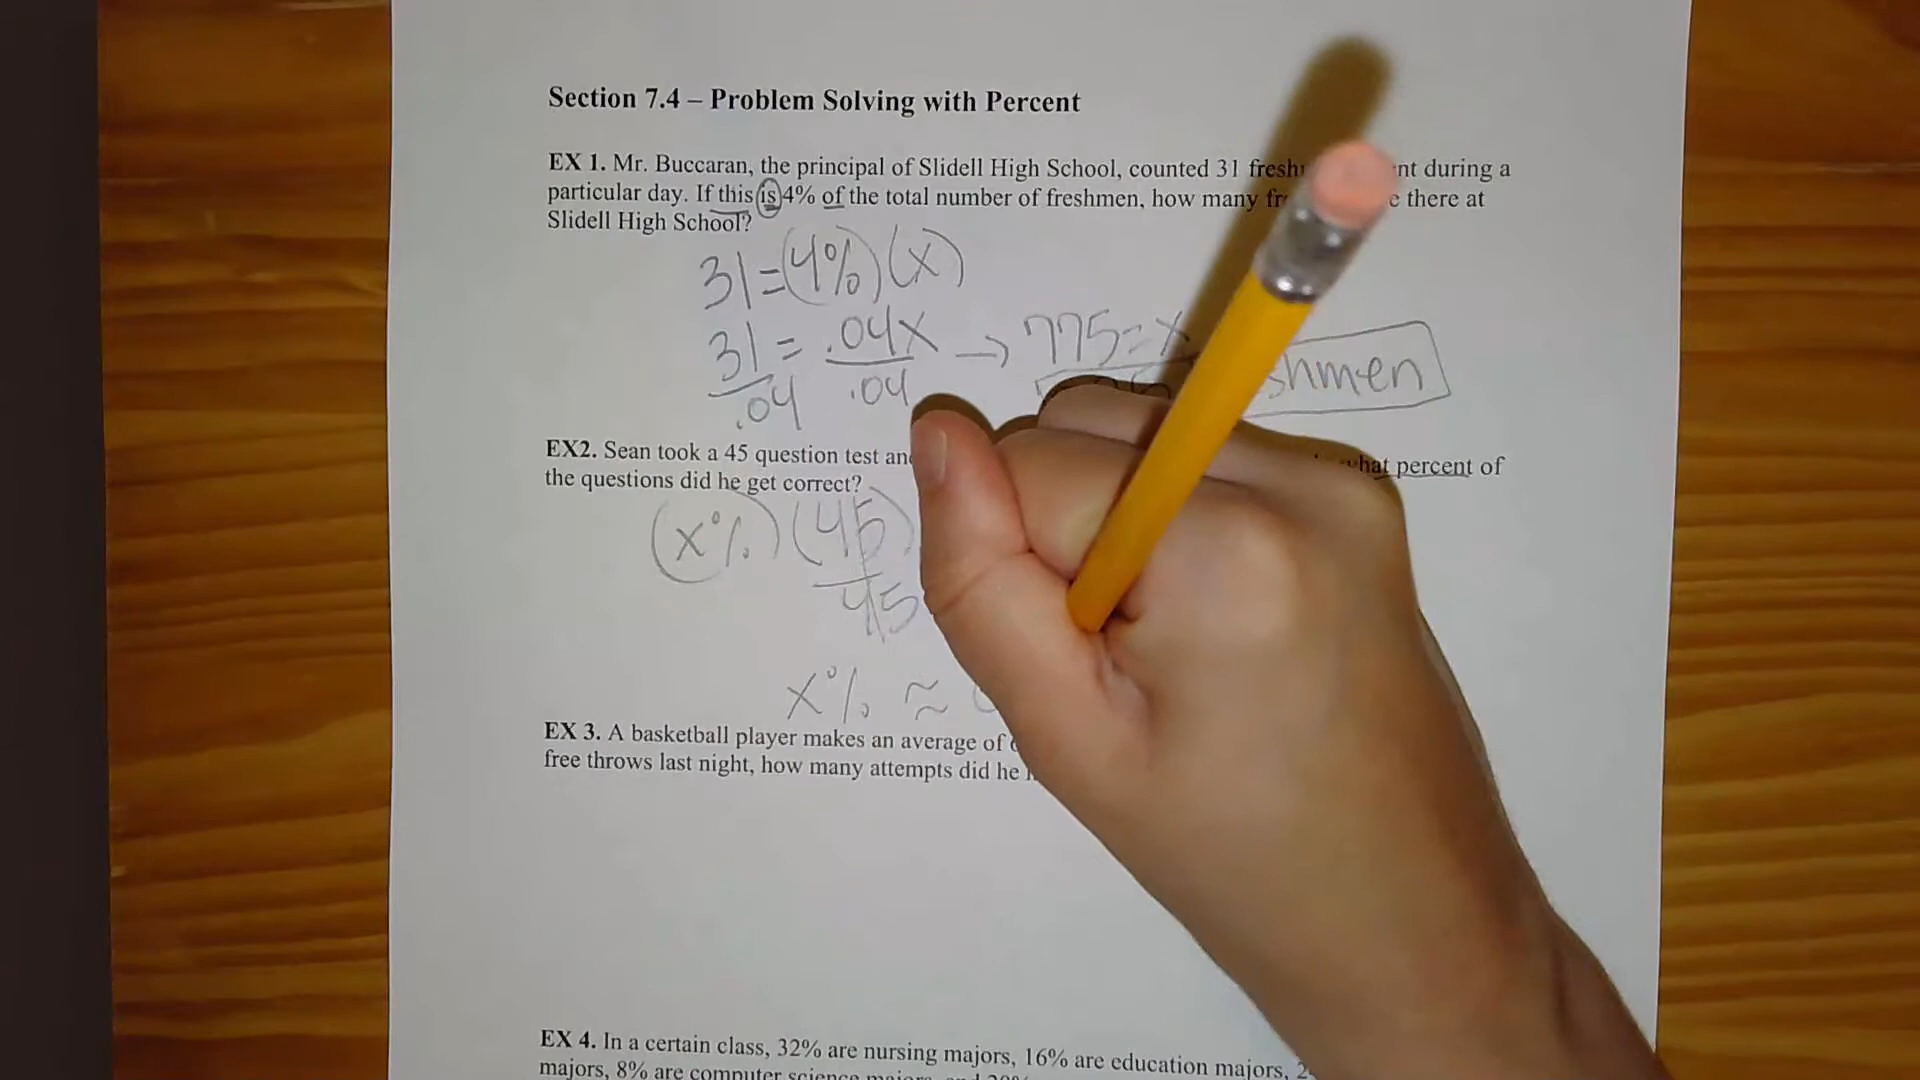 Section 7.4 – Problem Solving with Percent
EX 1. Mr. Buccaran, the principal of Slidell High School, counted 31 during a
particular day. If this is 4% of the total number of freshmen, how many there at
Slidell High School?
31=(4%)(x)
31 = .04x → 775=x
.04 .04
EX2. Sean took a 45 question test percent of
the questions did he get correct?
(x%)(45)
45
x% ≈
EX 3. A basketball player makes an average of
free throws last night, how many attempts did he
EX 4. In a certain class, 32% are nursing majors, 16% are education majors,
majors, 8% are computer science